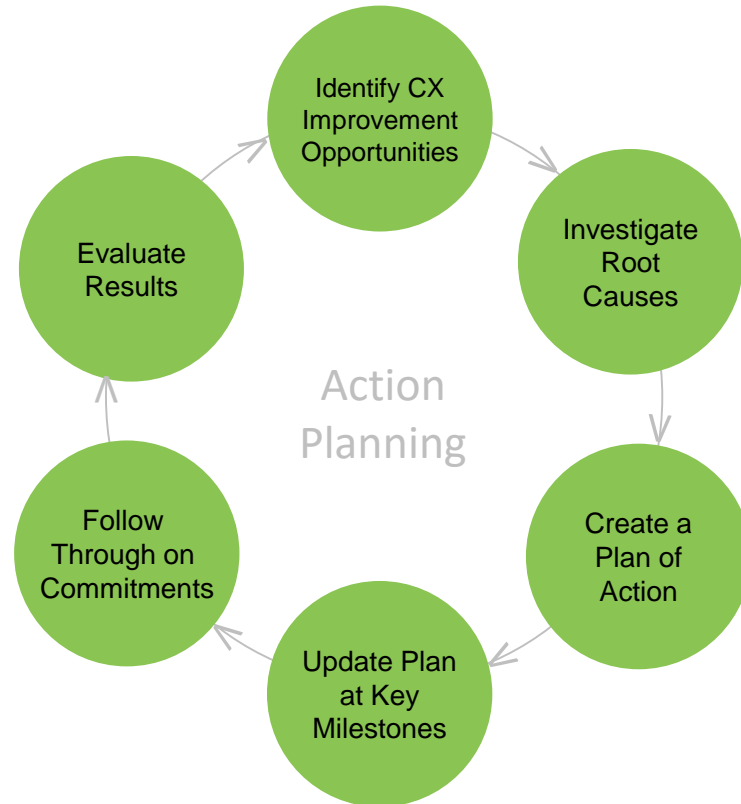 Identify CX
Improvement
Opportunities
Investigate
Root
Causes
Create a
Plan of
Action
Update Plan
at Key
Milestones
Follow
Through on
Commitments
Evaluate
Results
Action
Planning